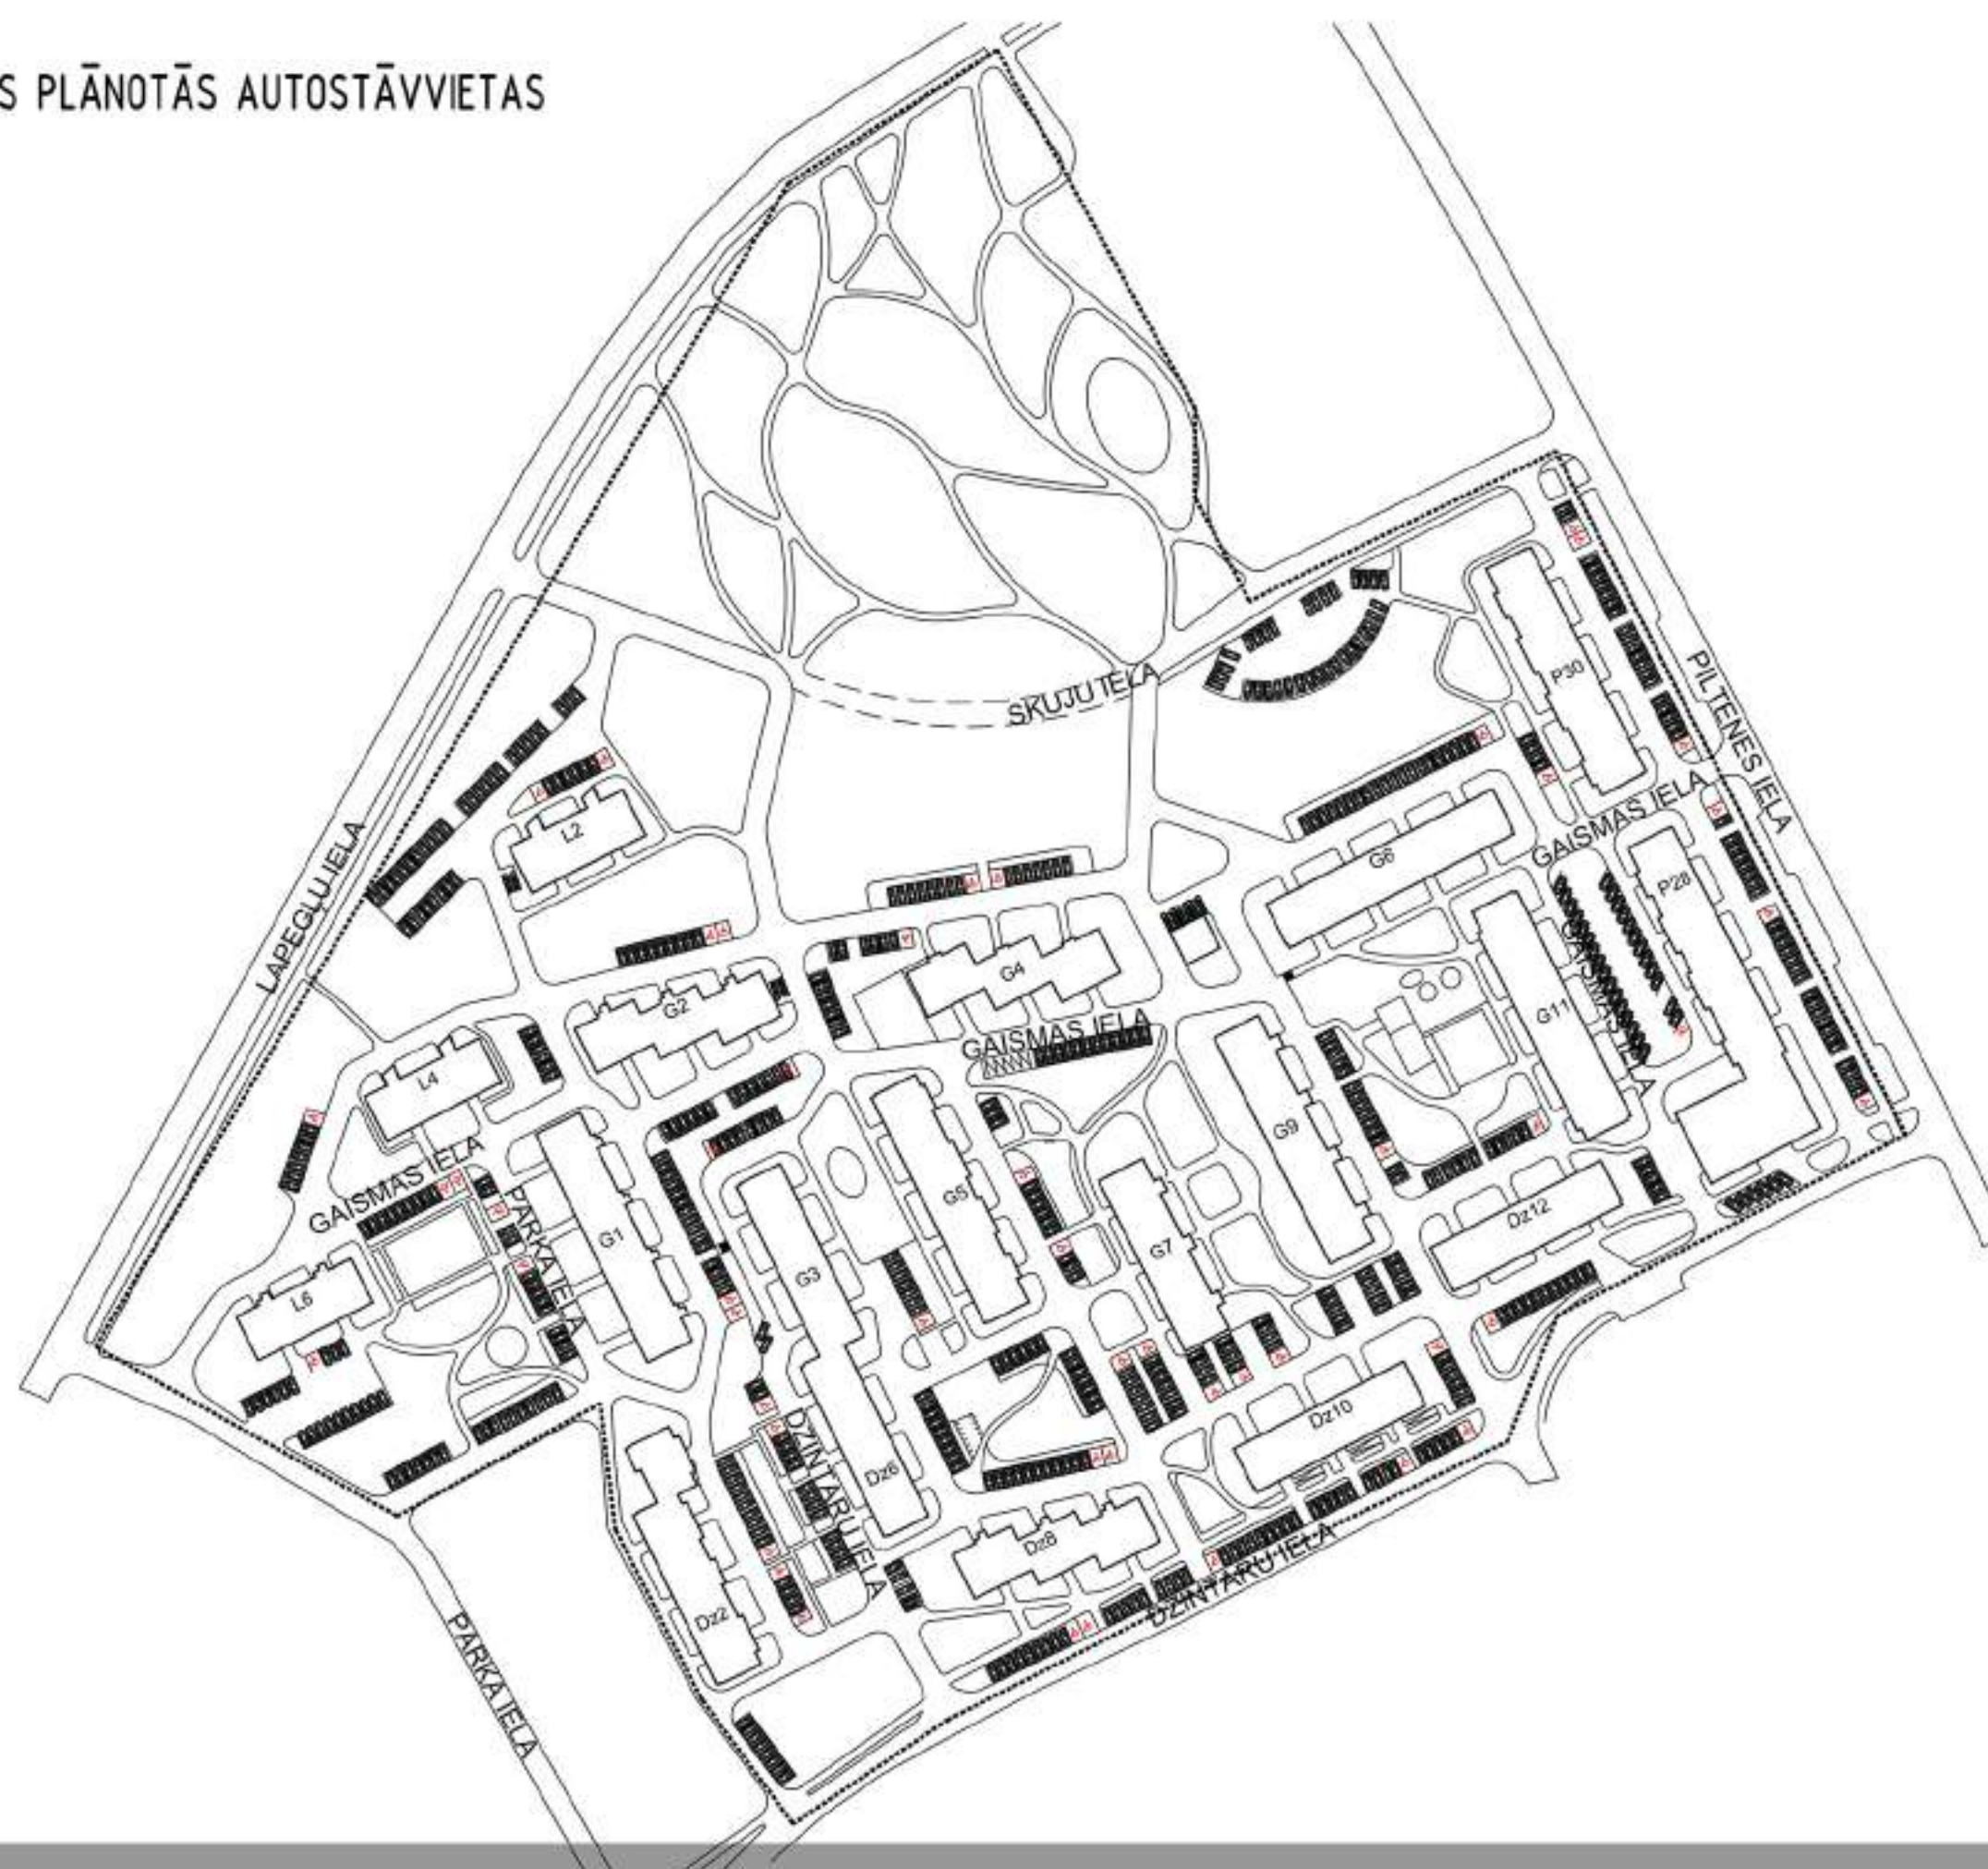 S PLĀNOTĀS AUTOSTĀVVIETAS
SKUJU IELA
PILTENES IELA
P30
LAPEGĻU IELA
L2
GAISMAS IELA
G6
P28
G4
G2
GAISMAS IELA
GAISMAS IELA
G11
L4
G9
GAISMAS IELA
PARKA IELA
G5
G1
G7
Dz12
G3
L6
Dz10
DZINTARU IELA
Dz6
Dz8
DZINTARU IELA
Dz2
PARKA IELA